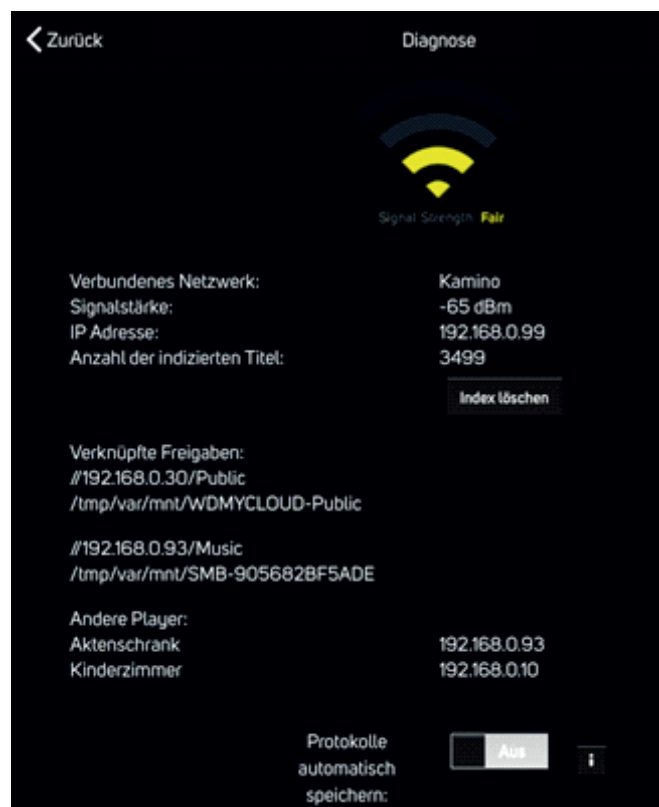 Zurück
Diagnose
Signal Strength Fair
Verbundenes Netzwerk: Kamino
Signalstärke: -65 dBm
IP Adresse: 192.168.0.99
Anzahl der indizierten Titel: 3499
Index löschen
Verknüpfte Freigaben:
//192.168.0.30/Public
/tmp/var/mnt/WDMYCLOUD-Public
//192.168.0.93/Music
/tmp/var/mnt/SMB-905682BF5ADE
Andere Player:
Aktenschrank 192.168.0.93
Kinderzimmer 192.168.0.10
Protokolle
automatisch
speichern:
Aus
i